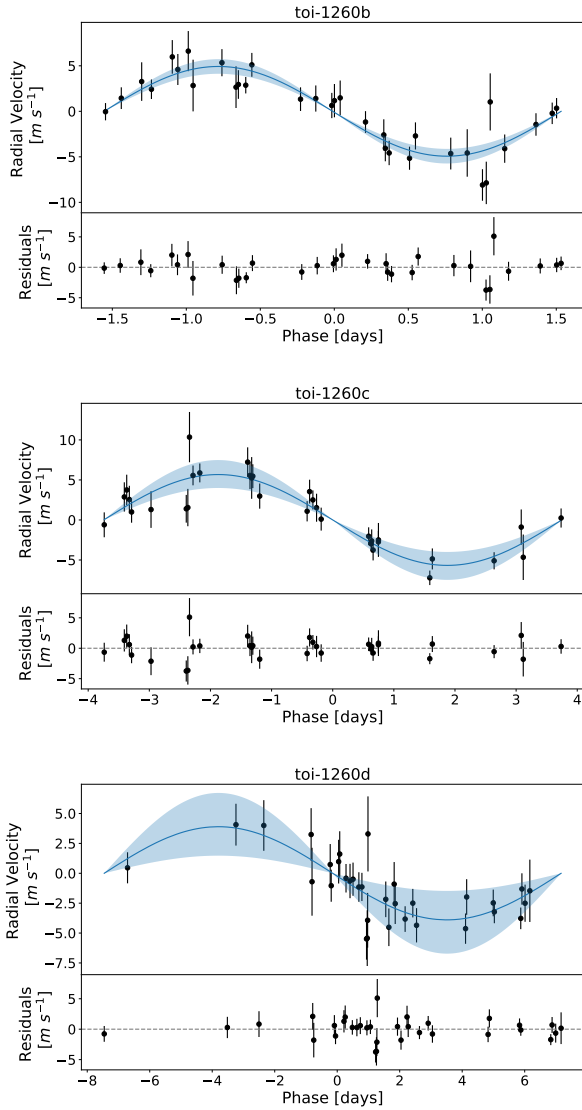 toi-1260b
5
0
−5
−10
Radial Velocity
[m s⁻¹]
5
0
−5
Residuals
[m s⁻¹]
−1.5 −1.0 −0.5 0.0 0.5 1.0 1.5
Phase [days]
toi-1260c
10
5
0
−5
Radial Velocity
[m s⁻¹]
5
0
−5
Residuals
[m s⁻¹]
−4 −3 −2 −1 0 1 2 3 4
Phase [days]
toi-1260d
5.0
2.5
0.0
−2.5
−5.0
−7.5
Radial Velocity
[m s⁻¹]
5
0
−5
Residuals
[m s⁻¹]
−8 −6 −4 −2 0 2 4 6
Phase [days]